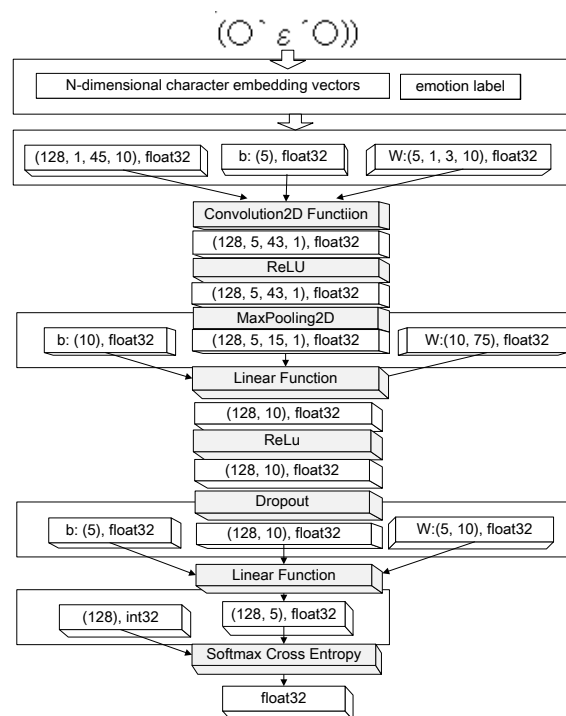 (O｀ε´O))
N-dimensional character embedding vectors
emotion label
(128, 1, 45, 10), float32
b: (5), float32
W:(5, 1, 3, 10), float32
Convolution2D Functiion
(128, 5, 43, 1), float32
ReLU
(128, 5, 43, 1), float32
MaxPooling2D
b: (10), float32
(128, 5, 15, 1), float32
W:(10, 75), float32
Linear Function
(128, 10), float32
ReLu
(128, 10), float32
Dropout
b: (5), float32
(128, 10), float32
W:(5, 10), float32
Linear Function
(128), int32
(128, 5), float32
Softmax Cross Entropy
float32